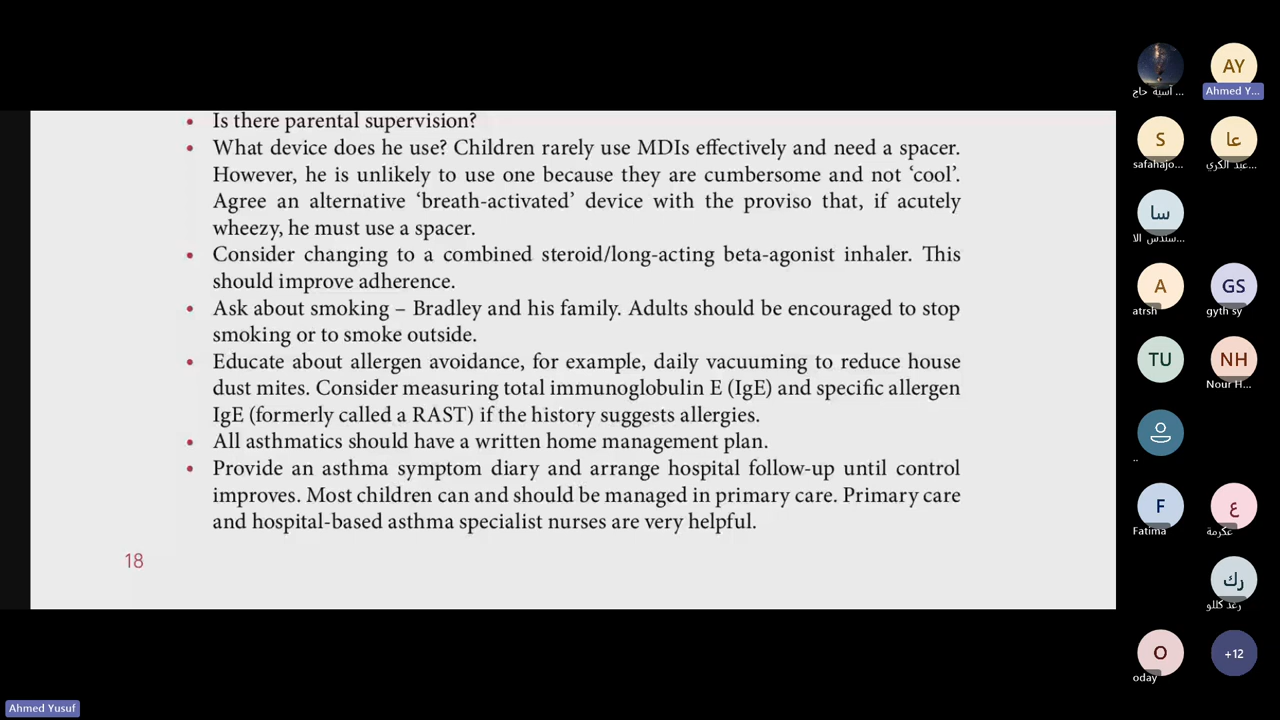 • Is there parental supervision?
• What device does he use? Children rarely use MDIs effectively and need a spacer.
However, he is unlikely to use one because they are cumbersome and not ‘cool’.
Agree an alternative ‘breath-activated’ device with the proviso that, if acutely
wheezy, he must use a spacer.
• Consider changing to a combined steroid/long-acting beta-agonist inhaler. This
should improve adherence.
• Ask about smoking – Bradley and his family. Adults should be encouraged to stop
smoking or to smoke outside.
• Educate about allergen avoidance, for example, daily vacuuming to reduce house
dust mites. Consider measuring total immunoglobulin E (IgE) and specific allergen
IgE (formerly called a RAST) if the history suggests allergies.
• All asthmatics should have a written home management plan.
• Provide an asthma symptom diary and arrange hospital follow-up until control
improves. Most children can and should be managed in primary care. Primary care
and hospital-based asthma specialist nurses are very helpful.
18
آسية حاج ...
AY
Ahmed Y...
S
safahajo...
عا
عبد الكري...
سا
سندس الا...
A
atrsh
GS
gyth sy
TU
NH
Nour H...
..
F
Fatima
ع
عكرمة
رك
رغد كللو
O
oday
+12
Ahmed Yusuf